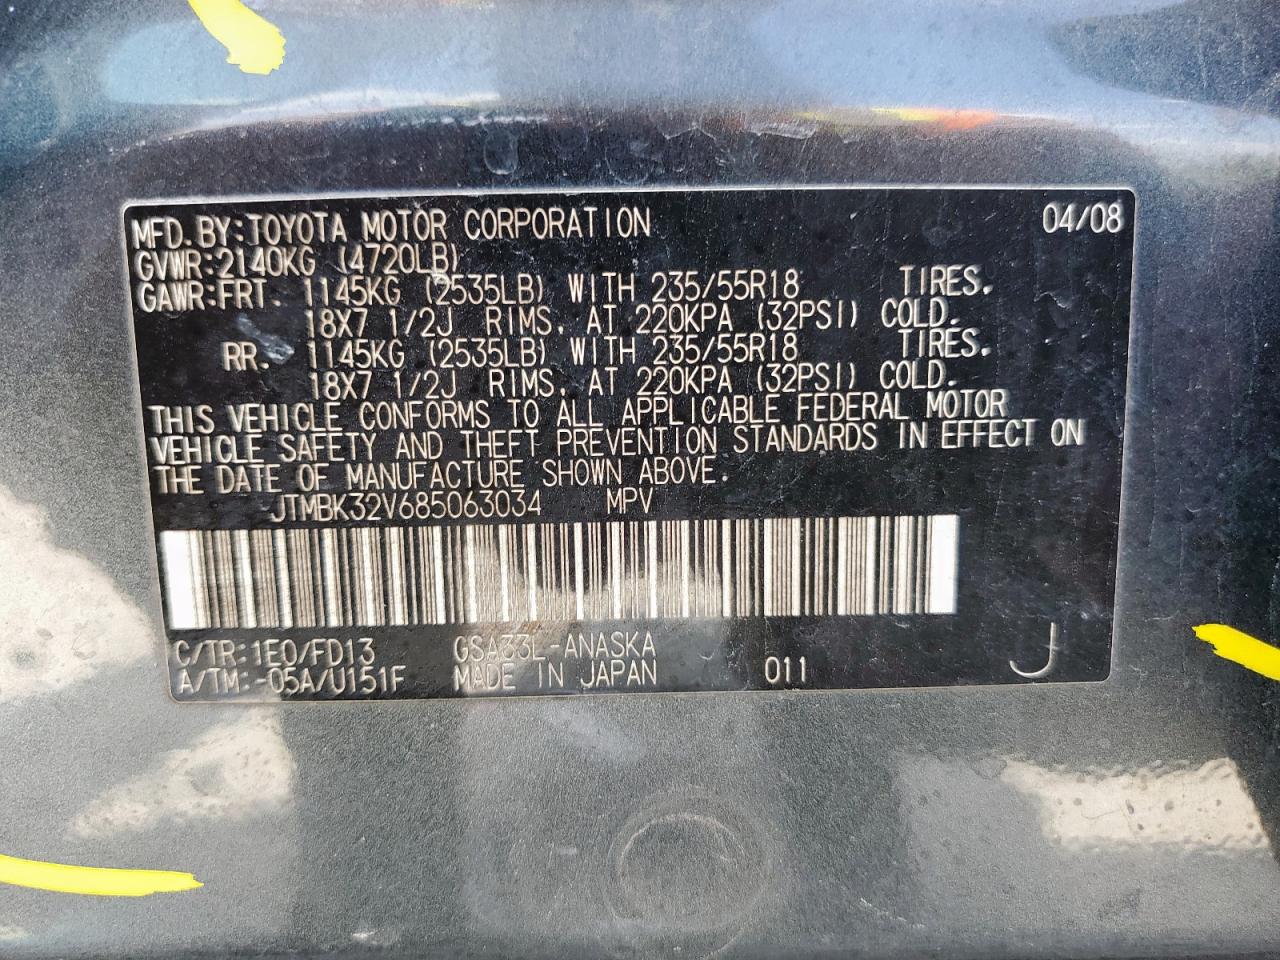 MFD. BY: TOYOTA MOTOR CORPORATION 04/08
GVWR: 2140KG (4720LB)
GAWR: FRT. 1145KG (2535LB) WITH 235/55R18 TIRES.
18X7 1/2J RIMS, AT 220KPA (32PSI) COLD.
RR. 1145KG (2535LB) WITH 235/55R18 TIRES.
18X7 1/2J RIMS, AT 220KPA (32PSI) COLD.
THIS VEHICLE CONFORMS TO ALL APPLICABLE FEDERAL MOTOR
VEHICLE SAFETY AND THEFT PREVENTION STANDARDS IN EFFECT ON
THE DATE OF MANUFACTURE SHOWN ABOVE.
JTMBK32V685063034 MPV
C/TR: 1E0/FD13 GSA33L-ANASKA
A/TM: -05A/U151F MADE IN JAPAN 011 J